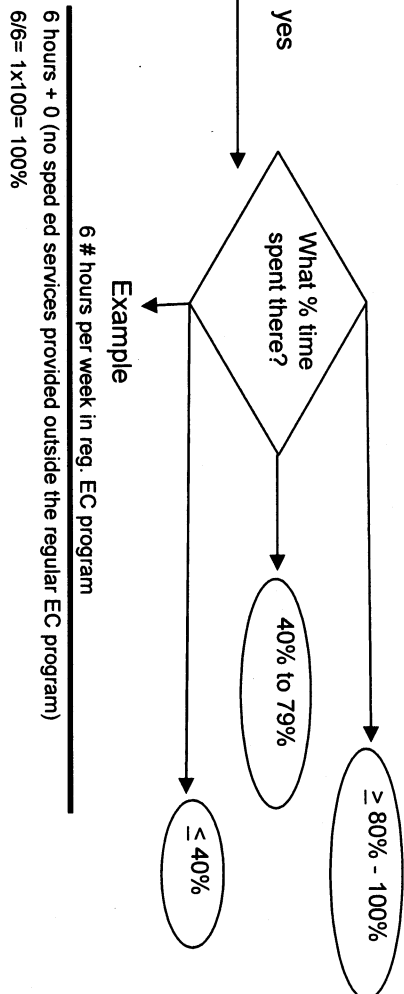 yes
What % time
spent there?
≥ 80% - 100%
40% to 79%
≤ 40%
Example
6 # hours per week in reg. EC program
6 hours + 0 (no sped ed services provided outside the regular EC program)
6/6= 1x100= 100%